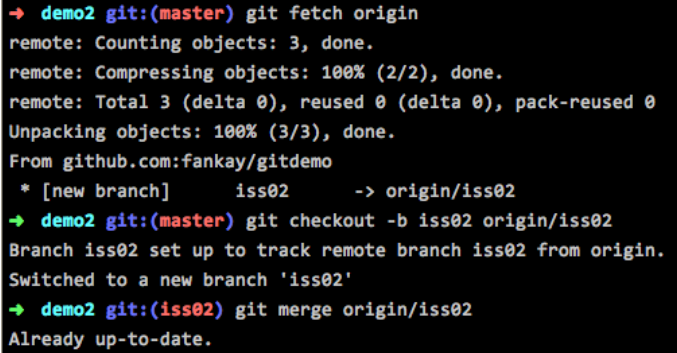 ➜ demo2 git:(master) git fetch origin
remote: Counting objects: 3, done.
remote: Compressing objects: 100% (2/2), done.
remote: Total 3 (delta 0), reused 0 (delta 0), pack-reused 0
Unpacking objects: 100% (3/3), done.
From github.com:fankay/gitdemo
 * [new branch]      iss02      -> origin/iss02
➜ demo2 git:(master) git checkout -b iss02 origin/iss02
Branch iss02 set up to track remote branch iss02 from origin.
Switched to a new branch 'iss02'
➜ demo2 git:(iss02) git merge origin/iss02
Already up-to-date.